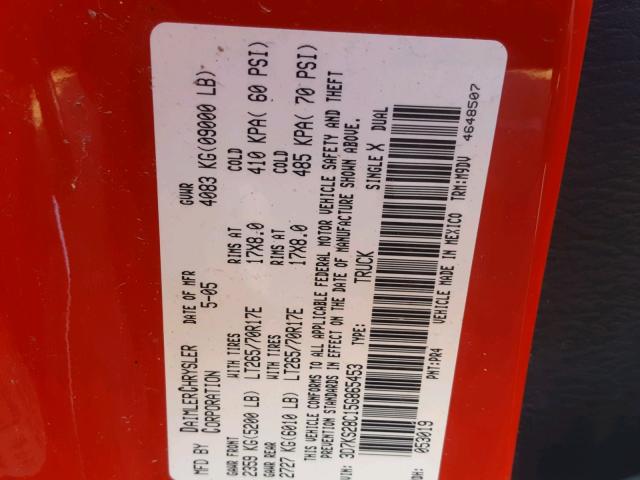 MFD BY DAIMLERCHRYSLER CORPORATION DATE OF MFR 5-05 GVWR 4083 KG(09000 LB)
GAWR FRONT WITH TIRES RIMS AT COLD
2359 KG(5200 LB) LT265/70R17E 17X8.0 410 KPA( 60 PSI)
GAWR REAR WITH TIRES RIMS AT COLD
2727 KG(6010 LB) LT265/70R17E 17X8.0 485 KPA( 70 PSI)
THIS VEHICLE CONFORMS TO ALL APPLICABLE FEDERAL MOTOR VEHICLE SAFETY AND THEFT
PREVENTION STANDARDS IN EFFECT ON THE DATE OF MANUFACTURE SHOWN ABOVE.
3D7KS28C15G865453 TYPE: TRUCK SINGLE X DUAL
MDH: 053019 PNT:PR4 VEHICLE MADE IN MEXICO TRM:M9DV 4648507